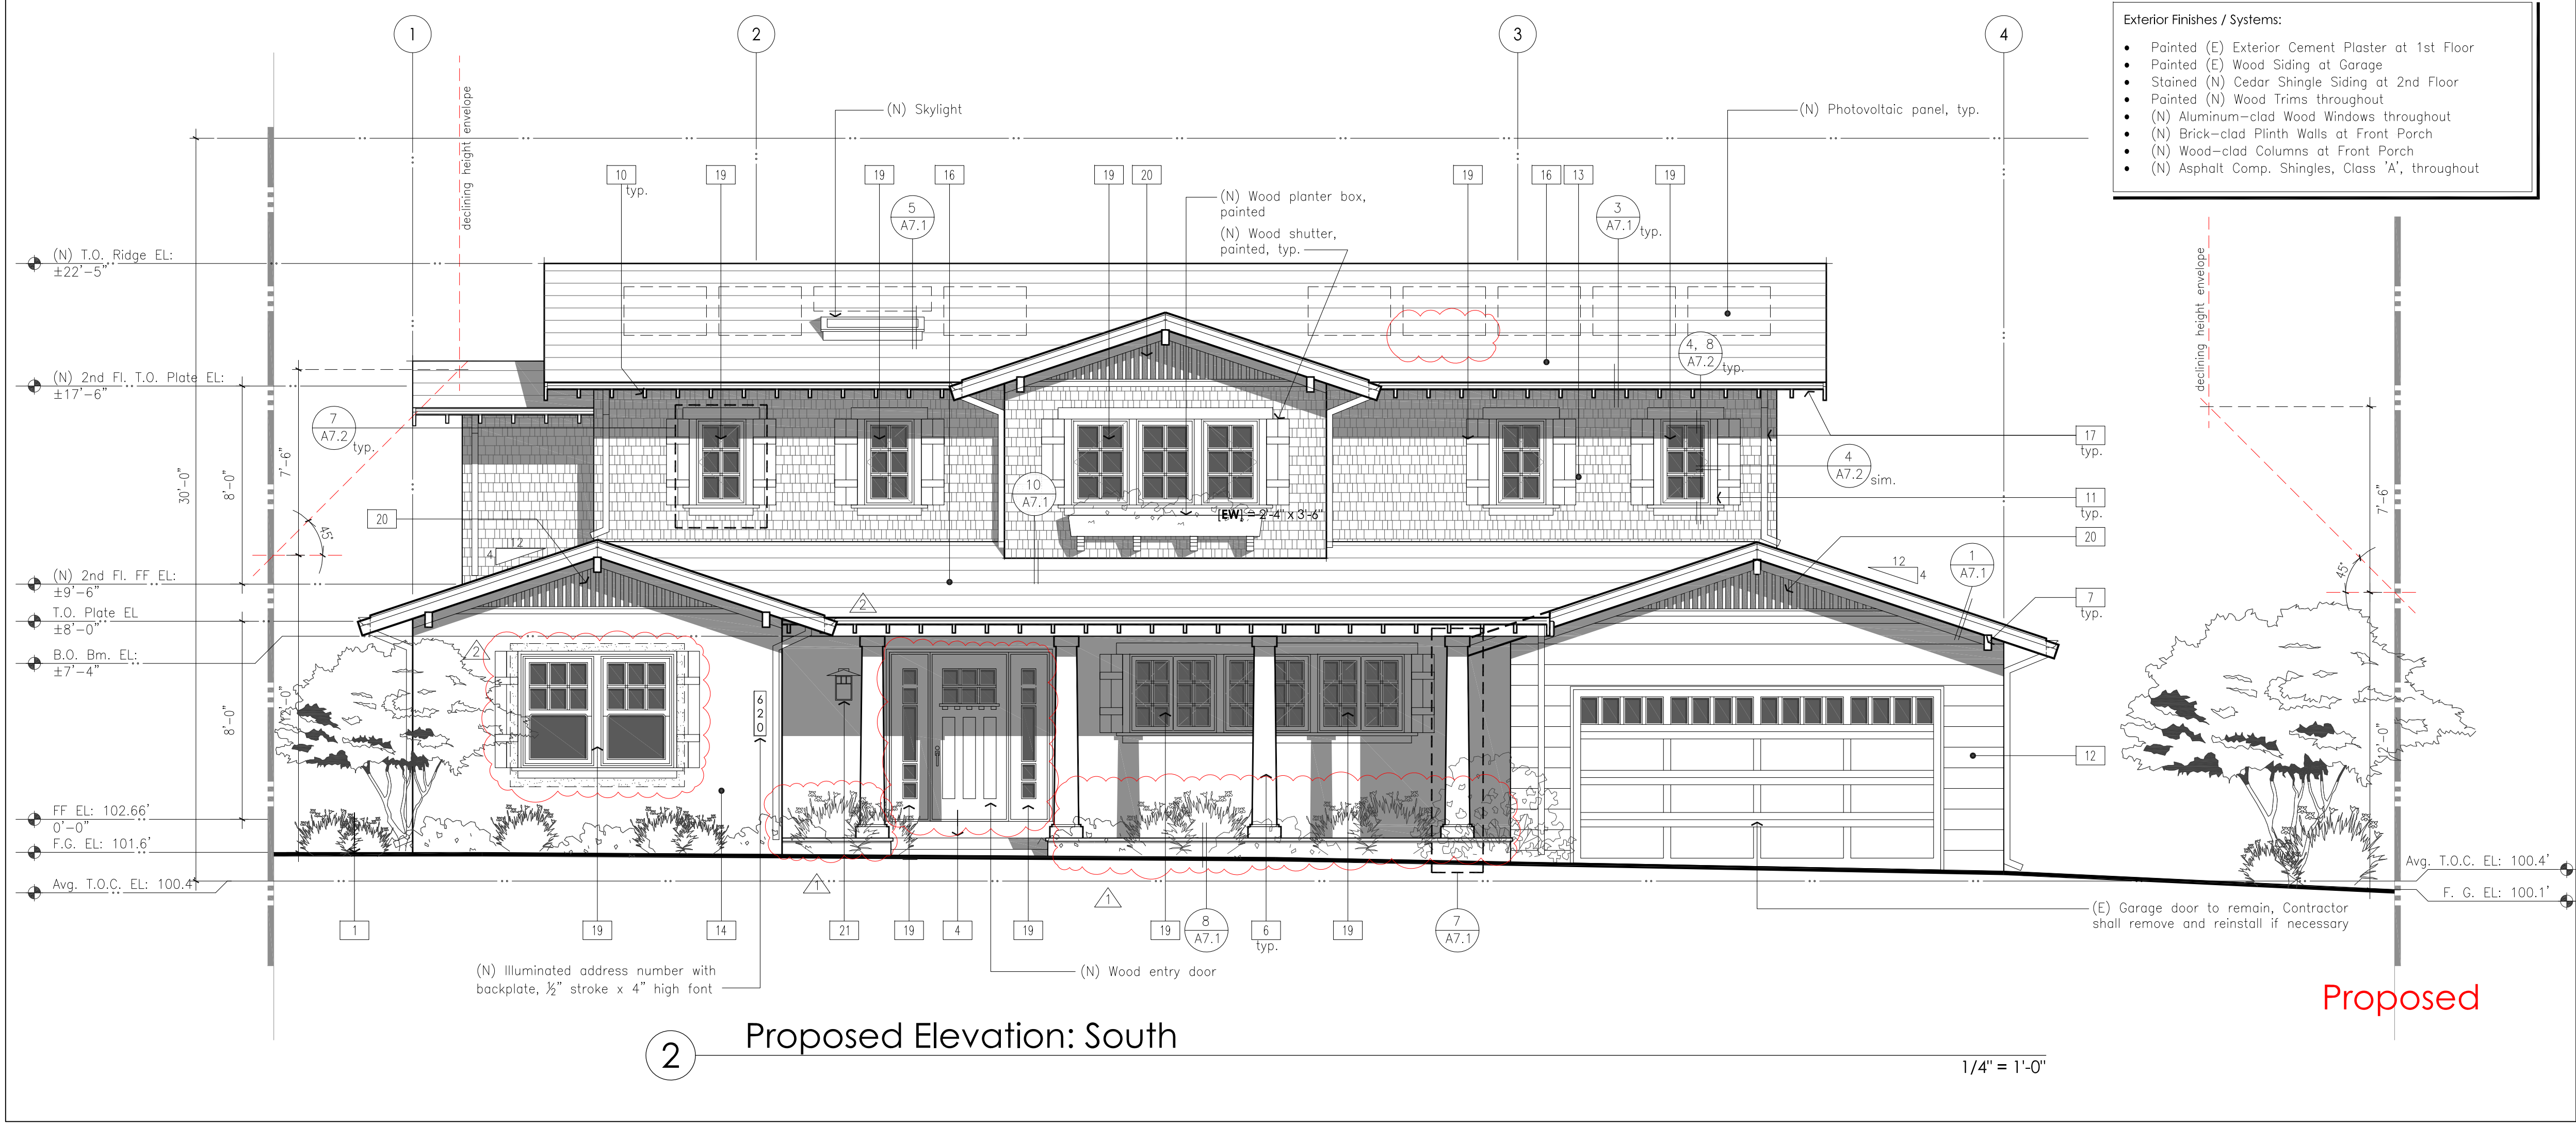 1
2
3
4
Exterior Finishes / Systems:
• Painted (E) Exterior Cement Plaster at 1st Floor
• Painted (E) Wood Siding at Garage
• Stained (N) Cedar Shingle Siding at 2nd Floor
• Painted (N) Wood Trims throughout
• (N) Aluminum-clad Wood Windows throughout
• (N) Brick-clad Plinth Walls at Front Porch
• (N) Wood-clad Columns at Front Porch
• (N) Asphalt Comp. Shingles, Class 'A', throughout
declining height envelope
(N) Skylight
(N) Photovoltaic panel, typ.
10
typ.
19
19
16
19
20
19
16
13
19
(N) Wood planter box,
painted
(N) Wood shutter,
painted, typ.
5
A7.1
3
A7.1
typ.
declining height envelope
(N) T.O. Ridge EL:
±22'-5"
4, 8
A7.2
typ.
(N) 2nd Fl. T.O. Plate EL:
±17'-6"
7
A7.2
typ.
17
typ.
4
A7.2
sim.
30'-0"
8'-0"
7'-6"
7'-6"
10
A7.1
11
typ.
[EW] = 2'-4" x 3'-6"
20
45°
20
12
4
12
4
1
A7.1
45°
(N) 2nd Fl. FF EL:
±9'-6"
7
typ.
T.O. Plate EL
±8'-0"
2
B.O. Bm. EL:
±7'-4"
2
620
8'-0"
12'-0"
12'-0"
12
FF EL: 102.66'
0'-0"
F.G. EL: 101.6'
Avg. T.O.C. EL: 100.4'
Avg. T.O.C. EL: 100.4'
F. G. EL: 100.1'
1
1
1
19
14
21
19
4
19
19
8
A7.1
6
typ.
19
7
A7.1
(E) Garage door to remain, Contractor
shall remove and reinstall if necessary
(N) Illuminated address number with
backplate, ½" stroke x 4" high font
(N) Wood entry door
Proposed
2
Proposed Elevation: South
1/4" = 1'-0"